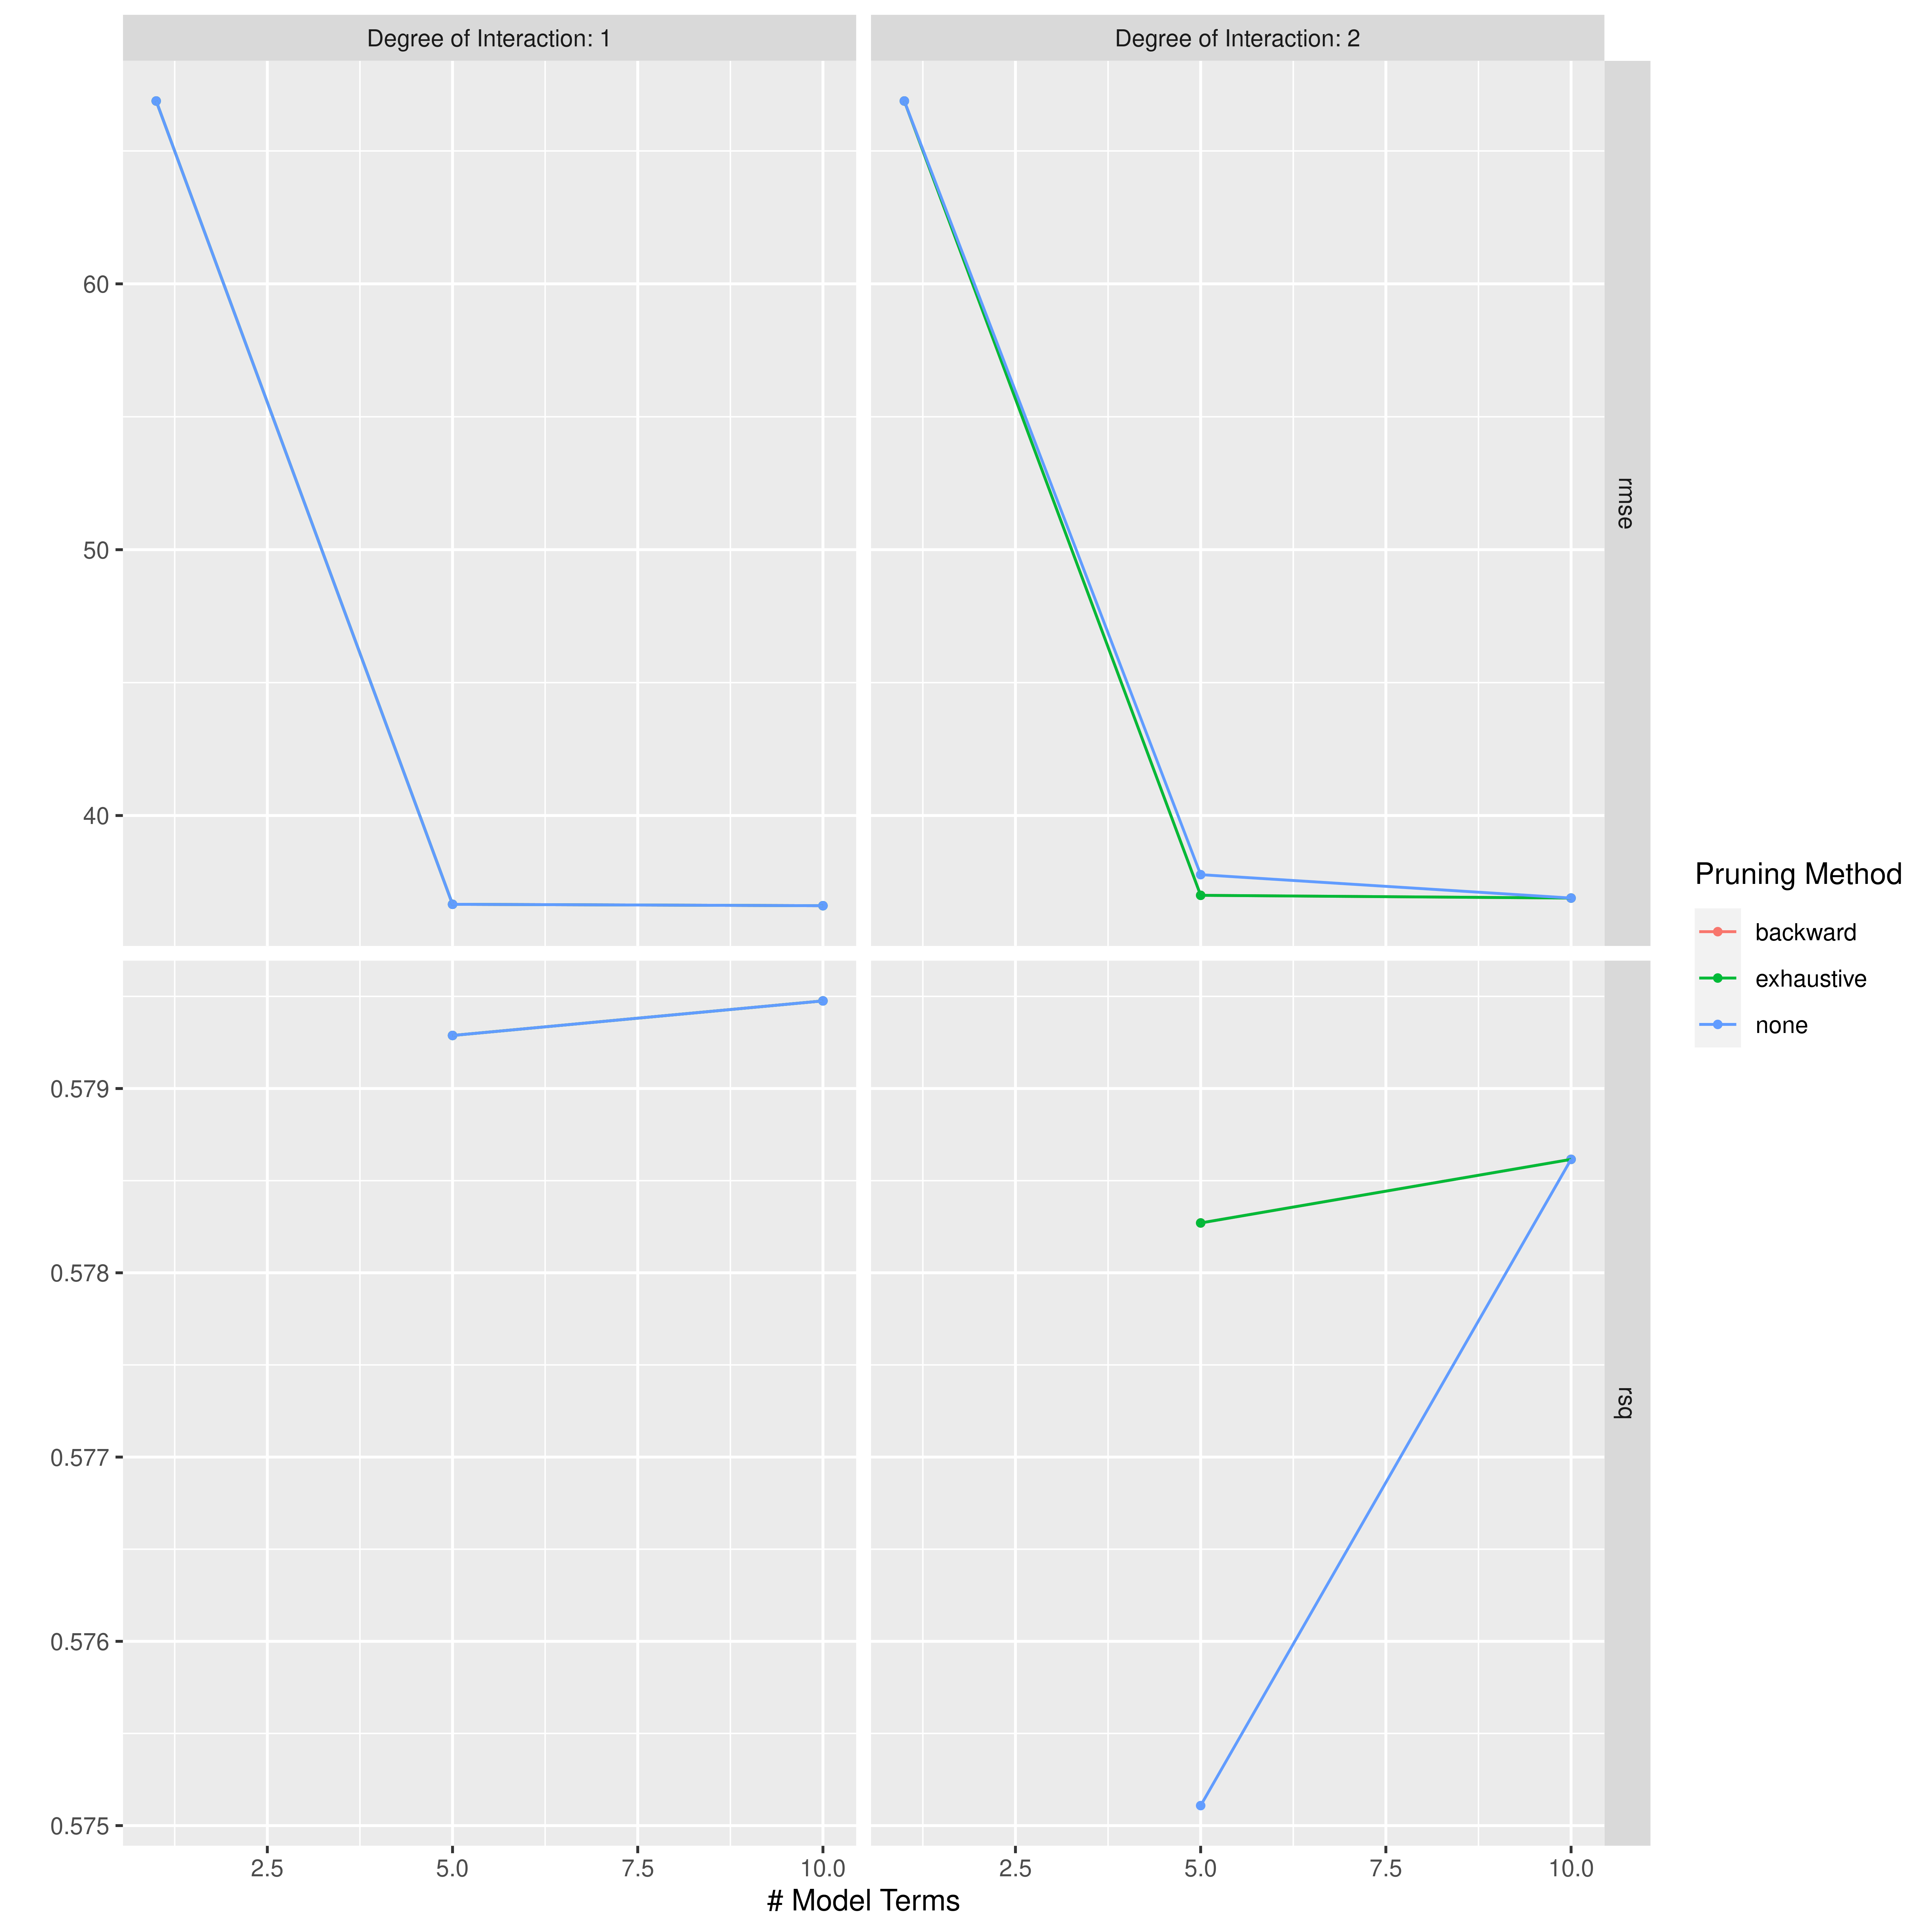 Degree of Interaction: 1
Degree of Interaction: 2
60
50
40
rmse
0.579
0.578
0.577
0.576
0.575
rsq
2.5
5.0
7.5
10.0
2.5
5.0
7.5
10.0
# Model Terms
Pruning Method
backward
exhaustive
none